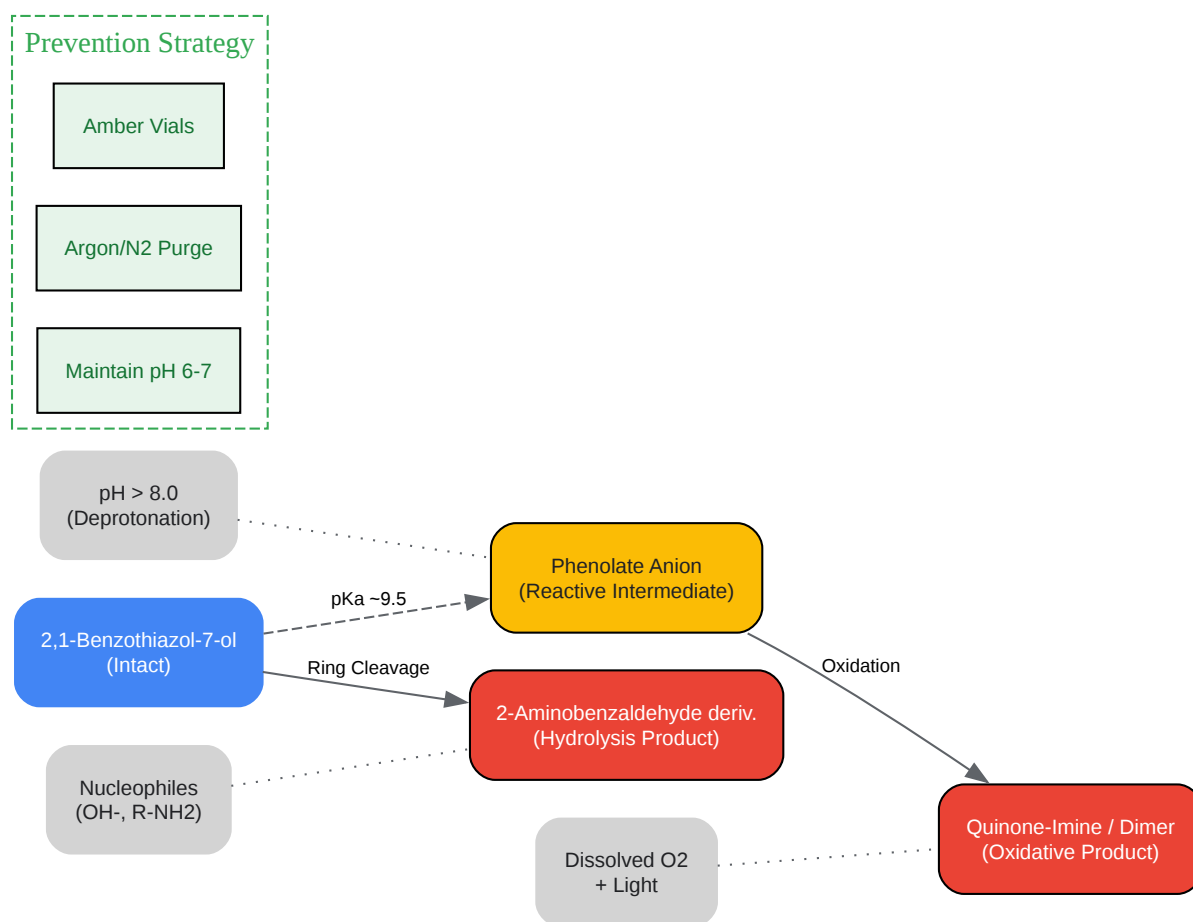 Prevention Strategy
Amber Vials
Argon/N2 Purge
Maintain pH 6-7
pH > 8.0
(Deprotonation)
Phenolate Anion
(Reactive Intermediate)
pKa ~9.5
2,1-Benzothiazol-7-ol
(Intact)
Ring Cleavage
Oxidation
2-Aminobenzaldehyde deriv.
(Hydrolysis Product)
Nucleophiles
(OH-, R-NH2)
Quinone-Imine / Dimer
(Oxidative Product)
Dissolved O2
+ Light